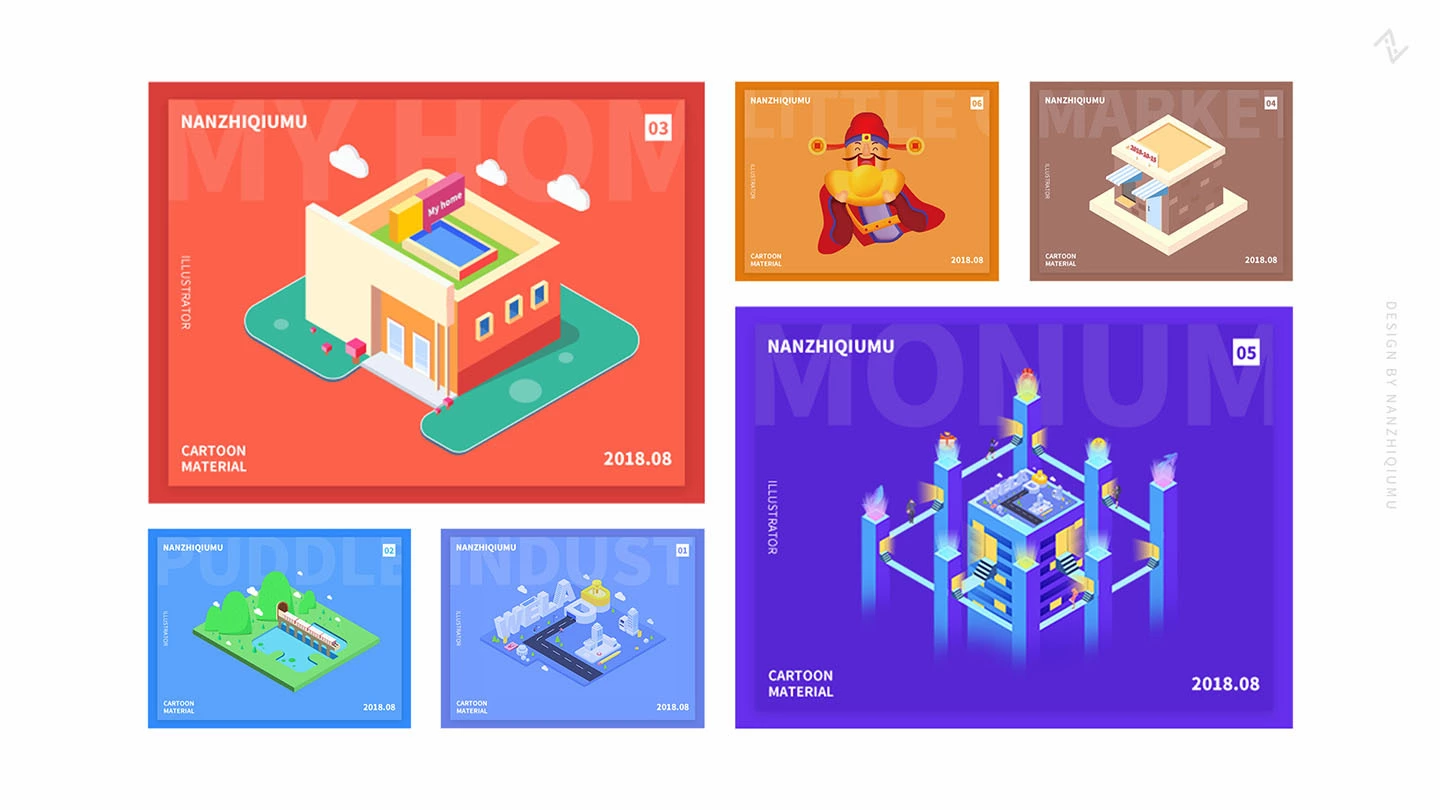 MY HOM
NANZHIQIUMU
03
My home
ILLUSTRATOR
CARTOON
MATERIAL
2018.08
LITTLE
NANZHIQIUMU
06
ILLUSTRATOR
CARTOON
MATERIAL
2018.08
MARKET
NANZHIQIUMU
04
2018-10-15
ILLUSTRATOR
CARTOON
MATERIAL
2018.08
MONUM
NANZHIQIUMU
05
ILLUSTRATOR
CARTOON
MATERIAL
2018.08
PUDDLE
NANZHIQIUMU
02
ILLUSTRATOR
CARTOON
MATERIAL
2018.08
INDUST
NANZHIQIUMU
01
WELAD
ILLUSTRATOR
CARTOON
MATERIAL
2018.08
DESIGN BY NANZHIQIUMU